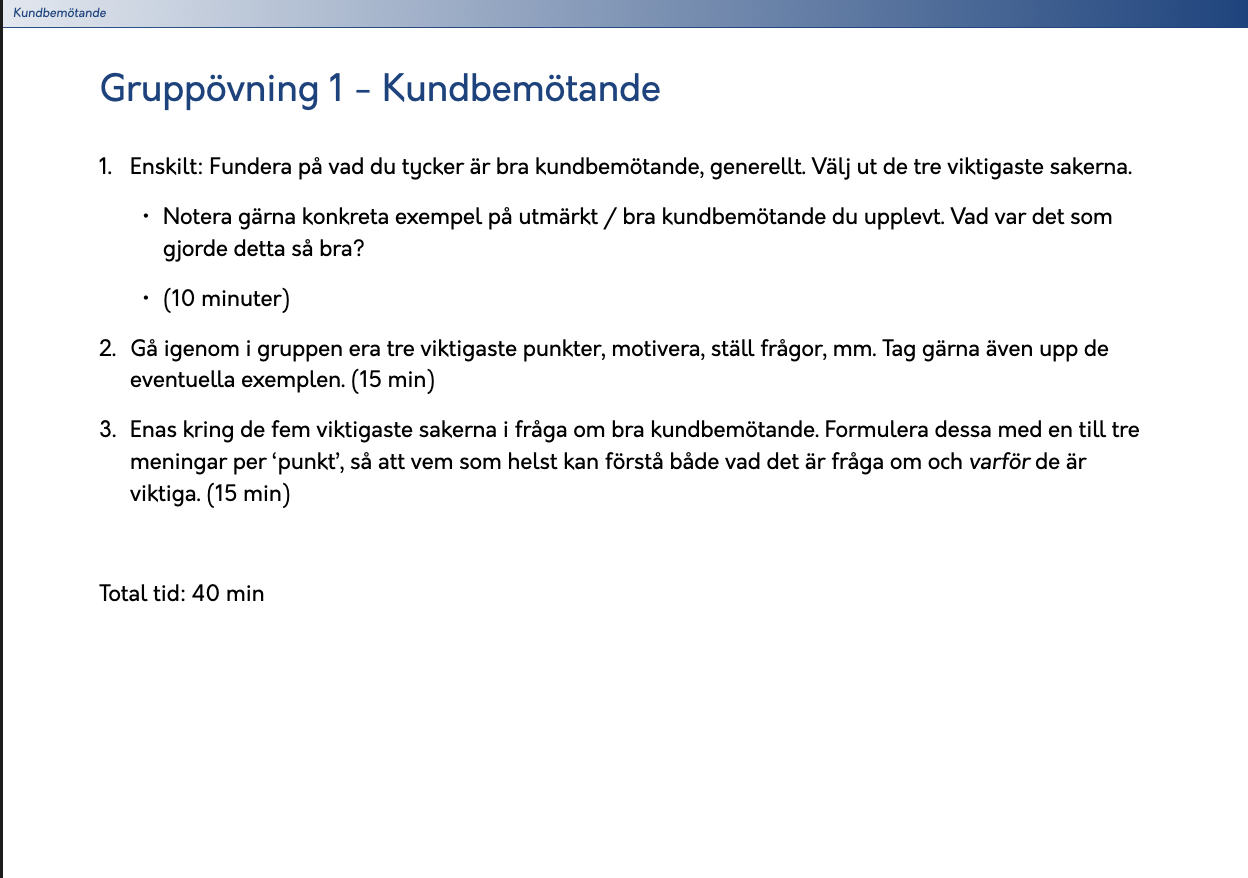 Kundbemötande
Gruppövning 1 – Kundbemötande
1. Enskilt: Fundera på vad du tycker är bra kundbemötande, generellt. Välj ut de tre viktigaste sakerna.
• Notera gärna konkreta exempel på utmärkt / bra kundbemötande du upplevt. Vad var det som
gjorde detta så bra?
• (10 minuter)
2. Gå igenom i gruppen era tre viktigaste punkter, motivera, ställ frågor, mm. Tag gärna även upp de
eventuella exemplen. (15 min)
3. Enas kring de fem viktigaste sakerna i fråga om bra kundbemötande. Formulera dessa med en till tre
meningar per ‘punkt’, så att vem som helst kan förstå både vad det är fråga om och varför de är
viktiga. (15 min)
Total tid: 40 min